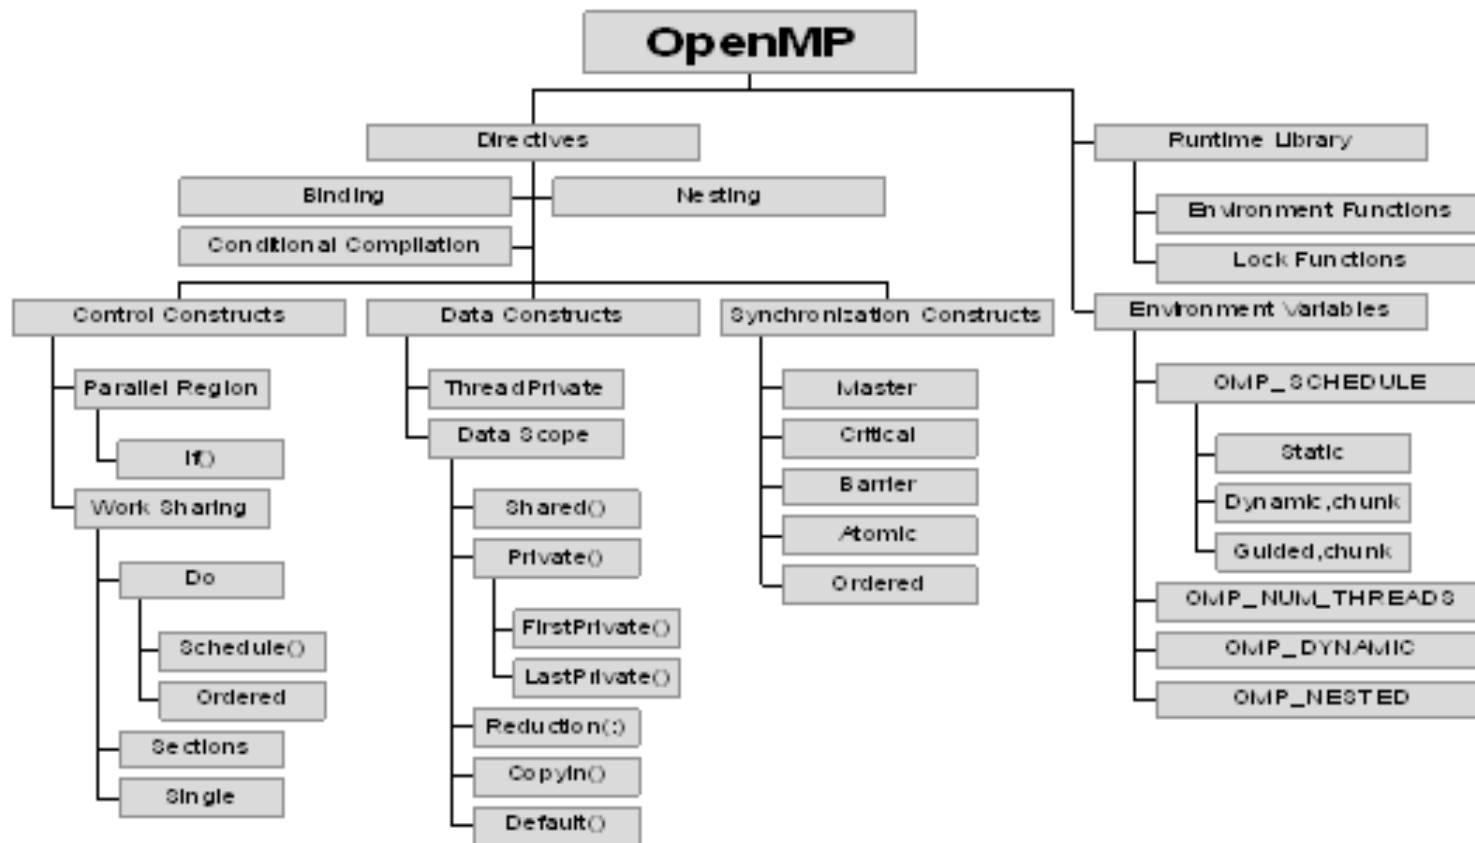 OpenMP
Directives
Binding
Nesting
Conditional Compilation
Control Constructs
Parallel Region
If()
Work Sharing
Do
Schedule()
Ordered
Sections
Single
Data Constructs
ThreadPrivate
Data Scope
Shared()
Private()
FirstPrivate()
LastPrivate()
Reduction(:)
CopyIn()
Default()
Synchronization Constructs
Master
Critical
Barrier
Atomic
Ordered
Runtime Library
Environment Functions
Lock Functions
Environment Variables
OMP_SCHEDULE
Static
Dynamic,chunk
Guided,chunk
OMP_NUM_THREADS
OMP_DYNAMIC
OMP_NESTED